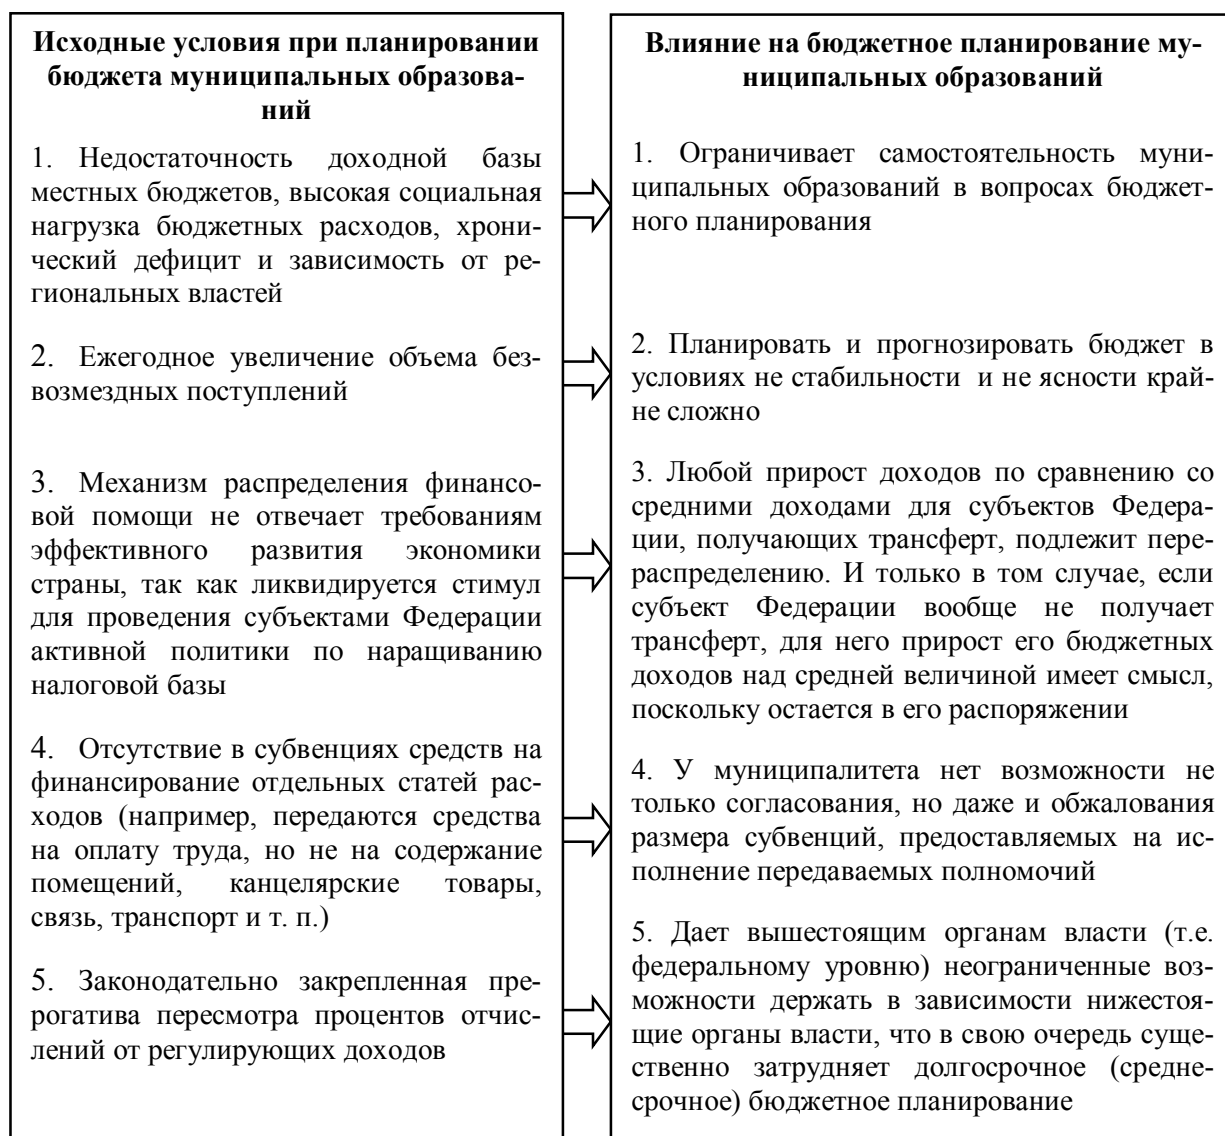 Исходные условия при планировании
бюджета муниципальных образова-
ний
1. Недостаточность доходной базы
местных бюджетов, высокая социальная
нагрузка бюджетных расходов, хрони-
ческий дефицит и зависимость от ре-
гиональных властей
2. Ежегодное увеличение объема без-
возмездных поступлений
3. Механизм распределения финансо-
вой помощи не отвечает требованиям
эффективного развития экономики
страны, так как ликвидируется стимул
для проведения субъектами Федерации
активной политики по наращиванию
налоговой базы
4. Отсутствие в субвенциях средств на
финансирование отдельных статей рас-
ходов (например, передаются средства
на оплату труда, но не на содержание
помещений, канцелярские товары,
связь, транспорт и т. п.)
5. Законодательно закрепленная пре-
рогатива пересмотра процентов отчис-
лений от регулирующих доходов
Влияние на бюджетное планирование му-
ниципальных образований
1. Ограничивает самостоятельность муни-
ципальных образований в вопросах бюджет-
ного планирования
2. Планировать и прогнозировать бюджет в
условиях не стабильности и не ясности край-
не сложно
3. Любой прирост доходов по сравнению со
средними доходами для субъектов Федера-
ции, получающих трансферт, подлежит пере-
распределению. И только в том случае, если
субъект Федерации вообще не получает
трансферт, для него прирост его бюджетных
доходов над средней величиной имеет смысл,
поскольку остается в его распоряжении
4. У муниципалитета нет возможности не
только согласования, но даже и обжалования
размера субвенций, предоставляемых на ис-
полнение передаваемых полномочий
5. Дает вышестоящим органам власти (т.е.
федеральному уровню) неограниченные воз-
можности держать в зависимости нижестоя-
щие органы власти, что в свою очередь суще-
ственно затрудняет долгосрочное (средне-
срочное) бюджетное планирование